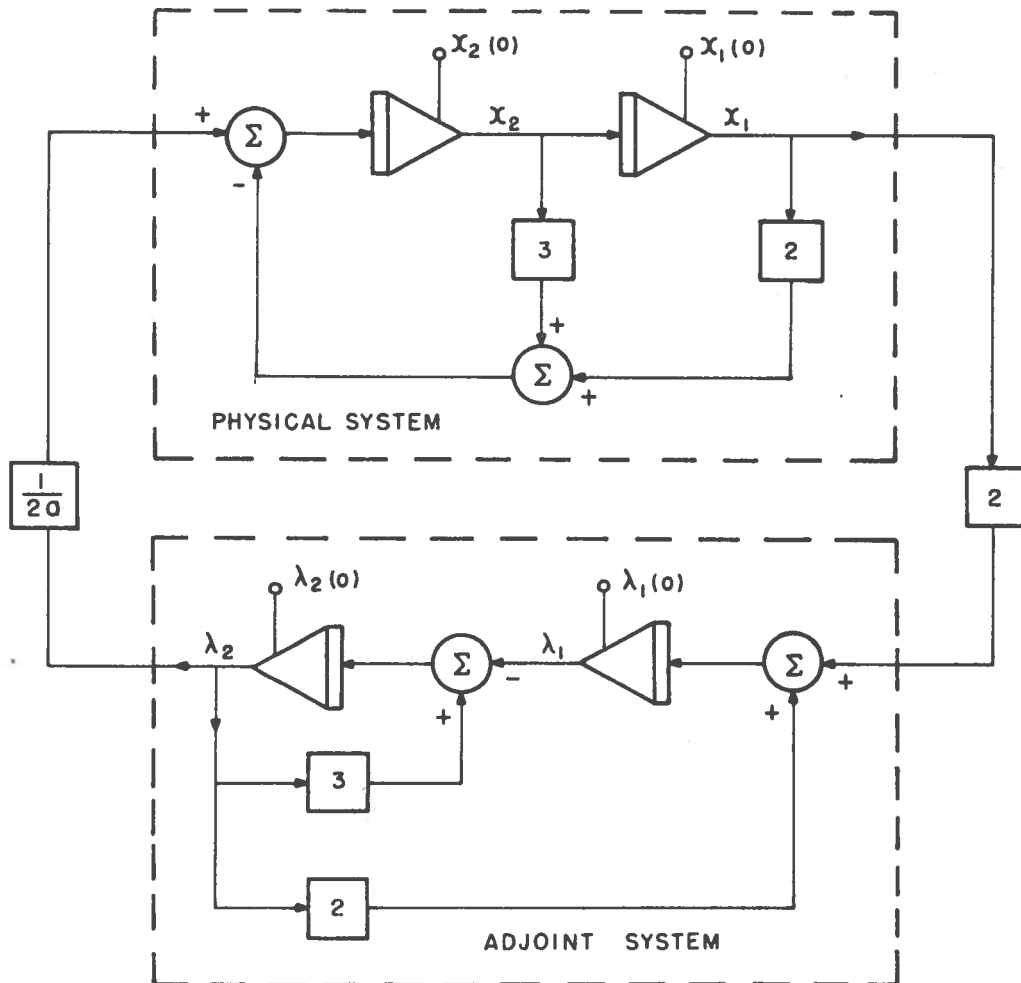 x₂(0)
x₁(0)
+
Σ
x₂
x₁
-
3
2
+
Σ
+
PHYSICAL SYSTEM
1/2a
2
λ₂(0)
λ₁(0)
λ₂
Σ
λ₁
Σ
-
+
+
+
3
2
ADJOINT SYSTEM